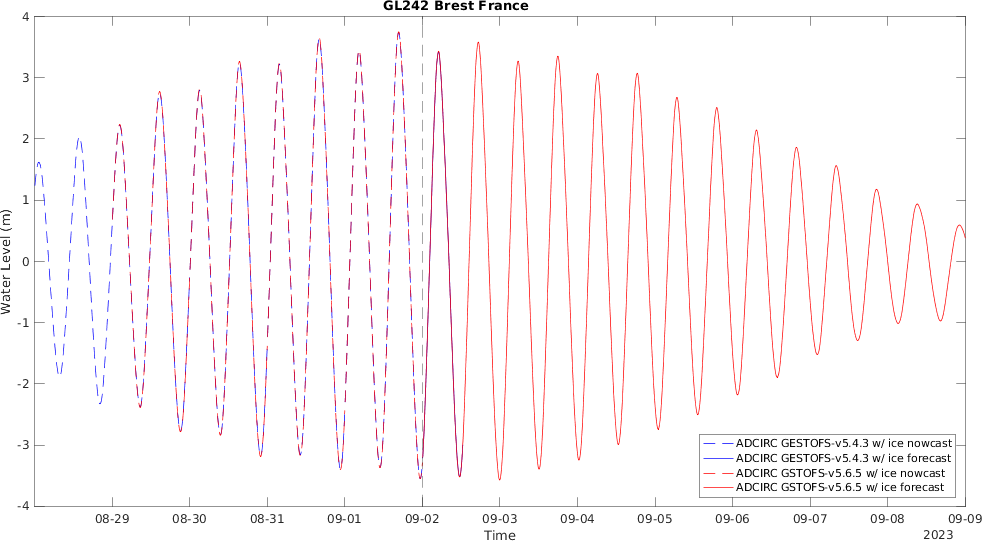 GL242 Brest France
4
3
2
1
0
-1
-2
-3
-4
Water Level (m)
08-29 08-30 08-31 09-01 09-02 09-03 09-04 09-05 09-06 09-07 09-08 09-09
Time
2023
ADCIRC GESTOFS-v5.4.3 w/ ice nowcast
ADCIRC GESTOFS-v5.4.3 w/ ice forecast
ADCIRC GSTOFS-v5.6.5 w/ ice nowcast
ADCIRC GSTOFS-v5.6.5 w/ ice forecast